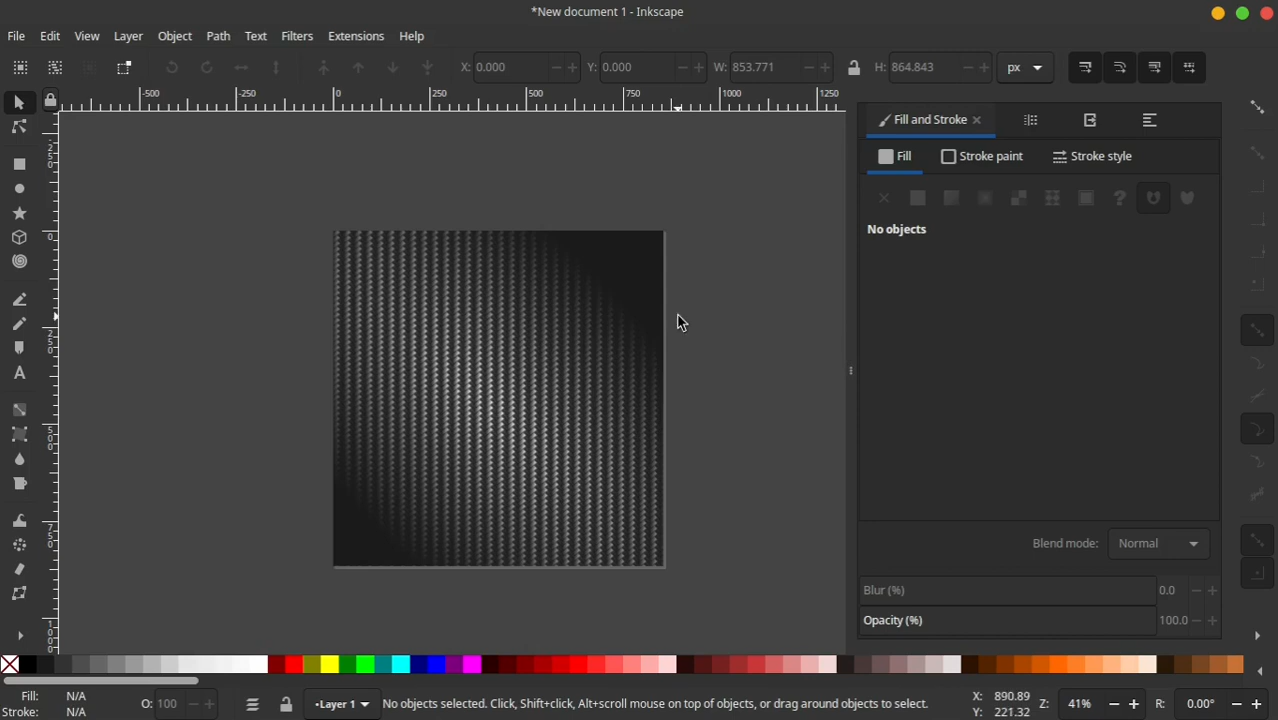 *New document 1 - Inkscape
File Edit View Layer Object Path Text Filters Extensions Help
X: 0.000 Y: 0.000 W: 853.771 H: 864.843 px
-500 -250 0 250 500 750 1000 1250
Fill and Stroke
Fill Stroke paint Stroke style
No objects
0
250
500
750
Blend mode: Normal
Blur (%) 0.0
Opacity (%) 100.0
Fill: N/A
Stroke: N/A
O: 100
•Layer 1
No objects selected. Click, Shift+click, Alt+scroll mouse on top of objects, or drag around objects to select.
X: 890.89
Y: 221.32
Z: 41% R: 0.00°